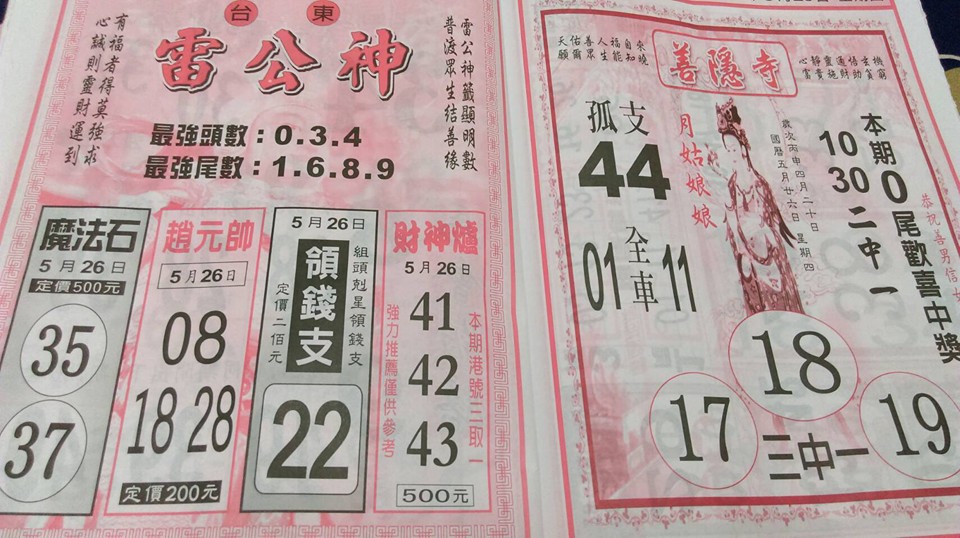 台東
雷公神
雷公神籤顯明數
普渡眾生結善緣
有福者得莫強求
心誠則靈財運到
最強頭數：0.3.4
最強尾數：1.6.8.9
魔法石
5月26日
定價500元
35
37
趙元帥
5月26日
08
18 28
定價200元
5月26日
組頭剋星領錢支
領錢支
定價二佰元
22
財神爐
5月26日
本期港號三取一
41
42
43
強力推薦僅供參考
500元
善隱寺
天佑善人福自來
願爾眾生能知曉
心靜靈通悟玄機
富貴施財助貧窮
孤支
44
月姑娘娘
全車
01 11
歲次丙申四月二十日
國曆五月廿六日 星期四
恭祝善男信女
本期0尾歡喜中獎
10
30
二中一
18
17
19
三中一